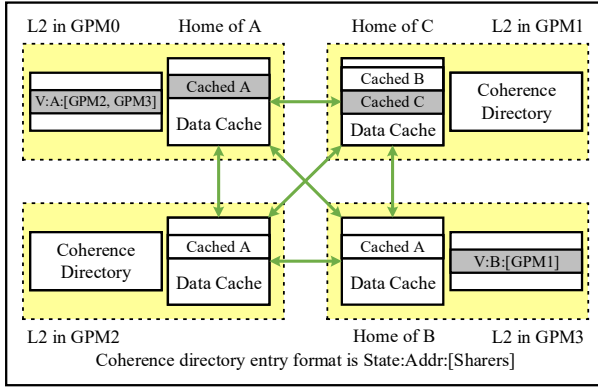 L2 in GPM0
Home of A
Home of C
L2 in GPM1
V:A:[GPM2, GPM3]
Cached A
Data Cache
Cached B
Cached C
Data Cache
Coherence
Directory
Coherence
Directory
Cached A
Data Cache
Cached A
Data Cache
V:B:[GPM1]
L2 in GPM2
Home of B
L2 in GPM3
Coherence directory entry format is State:Addr:[Sharers]